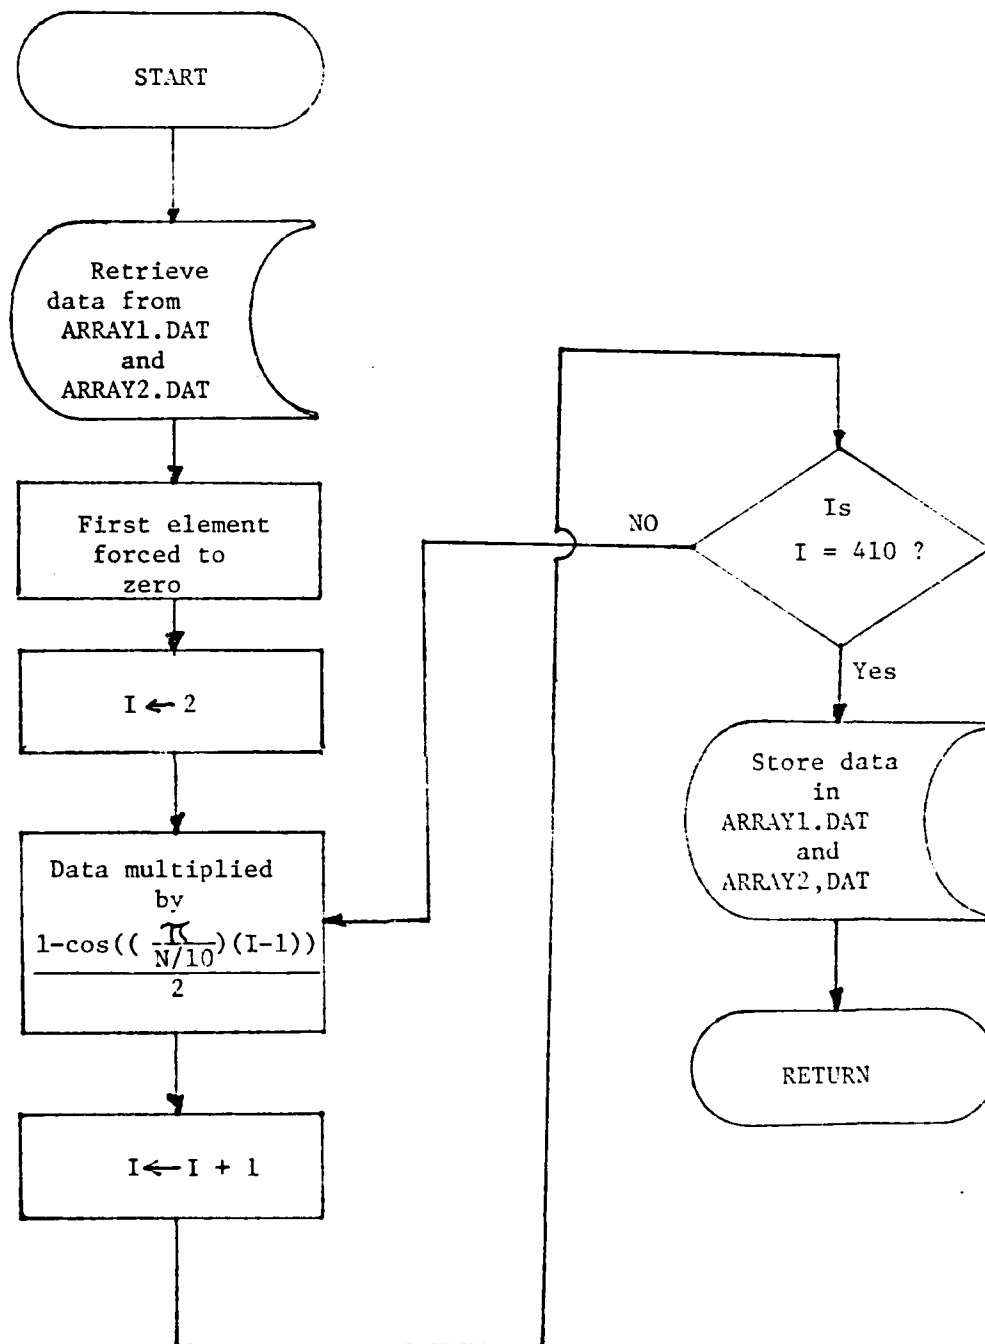 START
Retrieve
data from
ARRAY1.DAT
and
ARRAY2.DAT
First element
forced to
zero
I ← 2
Data multiplied
by
1-cos(( π
N/10 )(I-1))
2
I ← I + 1
Is
I = 410 ?
NO
Yes
Store data
in
ARRAY1.DAT
and
ARRAY2,DAT
RETURN